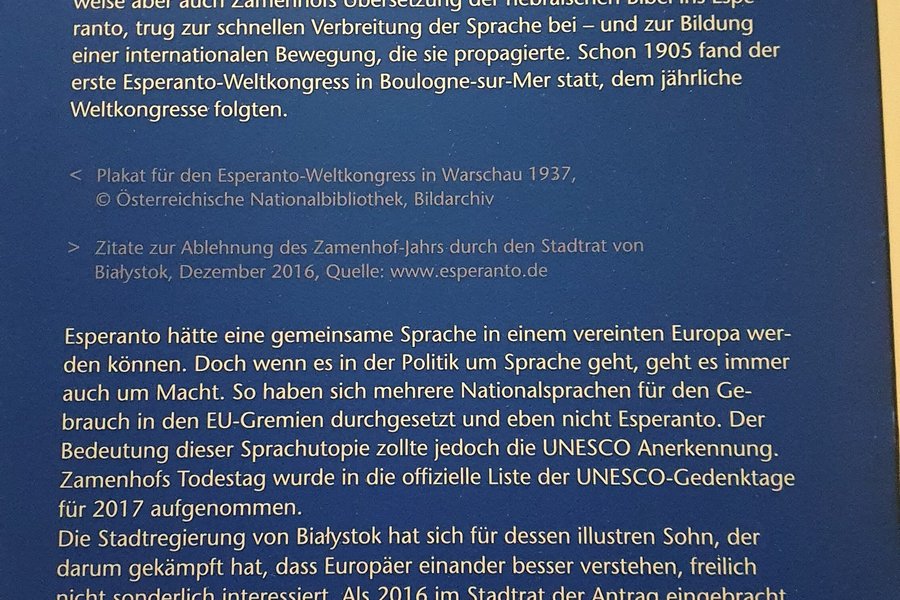 weise aber auch Zamenhofs Übersetzung der hebräischen Bibel ins Espe-
ranto, trug zur schnellen Verbreitung der Sprache bei – und zur Bildung
einer internationalen Bewegung, die sie propagierte. Schon 1905 fand der
erste Esperanto-Weltkongress in Boulogne-sur-Mer statt, dem jährliche
Weltkongresse folgten.
< Plakat für den Esperanto-Weltkongress in Warschau 1937,
© Österreichische Nationalbibliothek, Bildarchiv
> Zitate zur Ablehnung des Zamenhof-Jahrs durch den Stadtrat von
Białystok, Dezember 2016, Quelle: www.esperanto.de
Esperanto hätte eine gemeinsame Sprache in einem vereinten Europa wer-
den können. Doch wenn es in der Politik um Sprache geht, geht es immer
auch um Macht. So haben sich mehrere Nationalsprachen für den Ge-
brauch in den EU-Gremien durchgesetzt und eben nicht Esperanto. Der
Bedeutung dieser Sprachutopie zollte jedoch die UNESCO Anerkennung.
Zamenhofs Todestag wurde in die offizielle Liste der UNESCO-Gedenktage
für 2017 aufgenommen.
Die Stadtregierung von Białystok hat sich für dessen illustren Sohn, der
darum gekämpft hat, dass Europäer einander besser verstehen, freilich
nicht sonderlich interessiert. Als 2016 im Stadtrat der Antrag eingebracht